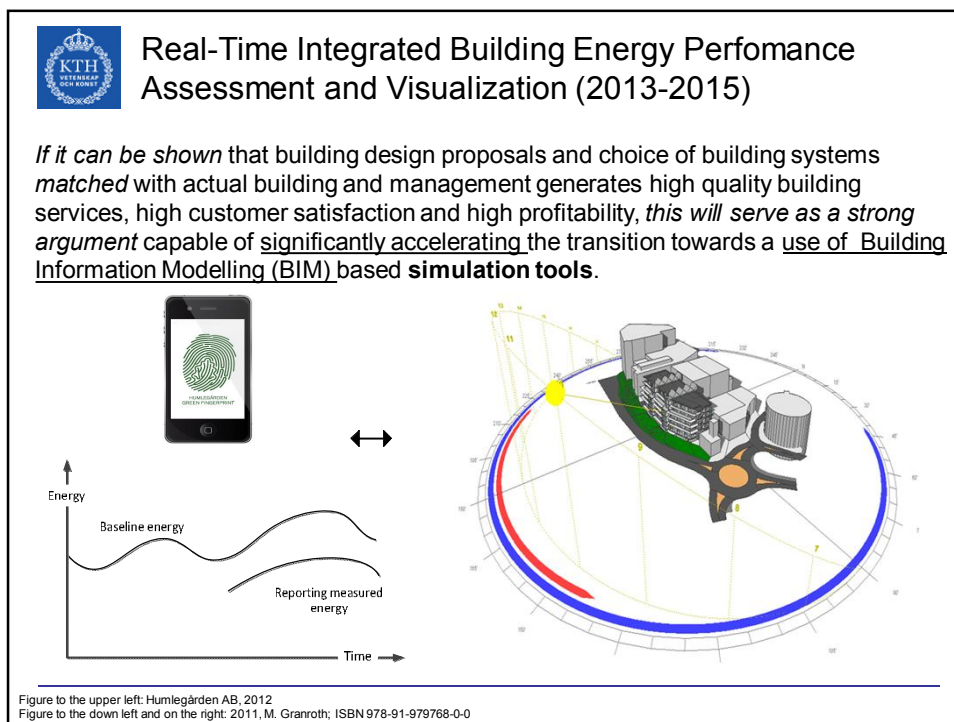 KTH
VETENSKAP
OCH KONST
Real-Time Integrated Building Energy Perfomance
Assessment and Visualization (2013-2015)
If it can be shown that building design proposals and choice of building systems
matched with actual building and management generates high quality building
services, high customer satisfaction and high profitability, this will serve as a strong
argument capable of significantly accelerating the transition towards a use of Building
Information Modelling (BIM) based simulation tools.
HUMLEGÅRDEN
GREEN FINGERPRINT
Energy
Baseline energy
Reporting measured
energy
Time
12
11
9
8
7
Figure to the upper left: Humlegården AB, 2012
Figure to the down left and on the right: 2011, M. Granroth; ISBN 978-91-979768-0-0